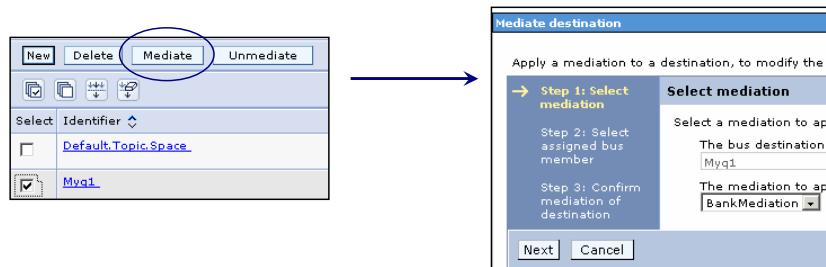 New Delete Mediate Unmediate
Select Identifier
Default.Topic.Space
Myq1
Mediate destination
Apply a mediation to a destination, to modify the
Step 1: Select mediation
Step 2: Select assigned bus member
Step 3: Confirm mediation of destination
Select mediation
Select a mediation to ap
The bus destination
Myq1
The mediation to ap
BankMediation
Next Cancel